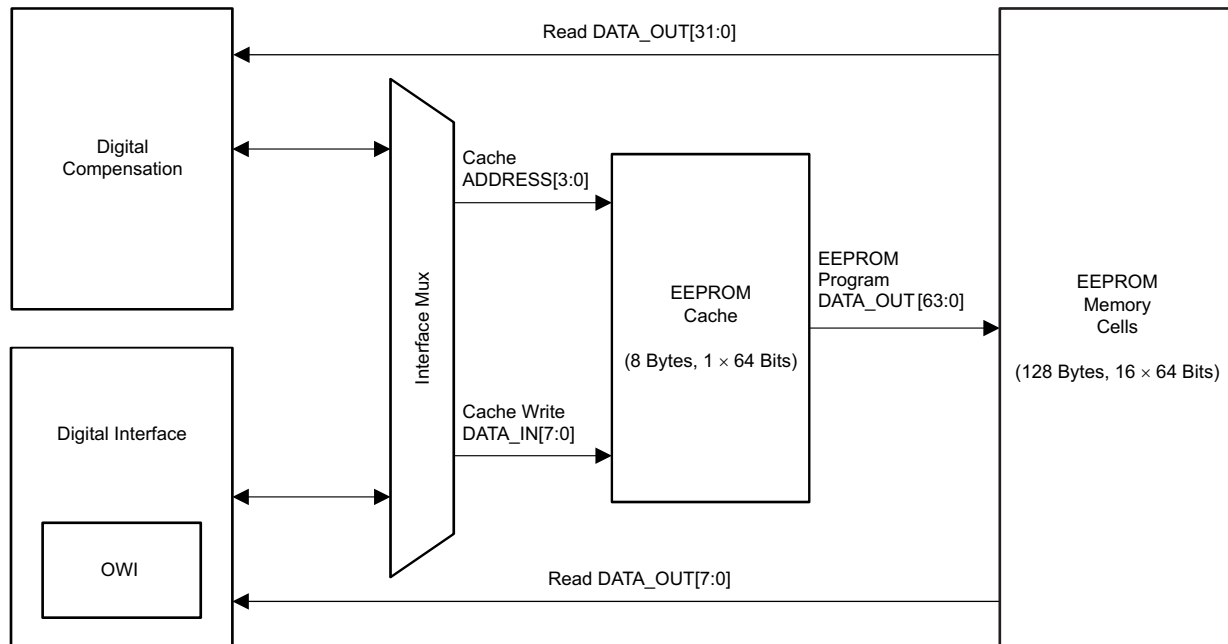 Read DATA_OUT[31:0]
Digital
Compensation
Cache
ADDRESS[3:0]
Interface Mux
EEPROM
Cache
(8 Bytes, 1 × 64 Bits)
EEPROM
Program
DATA_OUT[63:0]
EEPROM
Memory
Cells
(128 Bytes, 16 × 64 Bits)
Cache Write
DATA_IN[7:0]
Digital Interface
OWI
Read DATA_OUT[7:0]